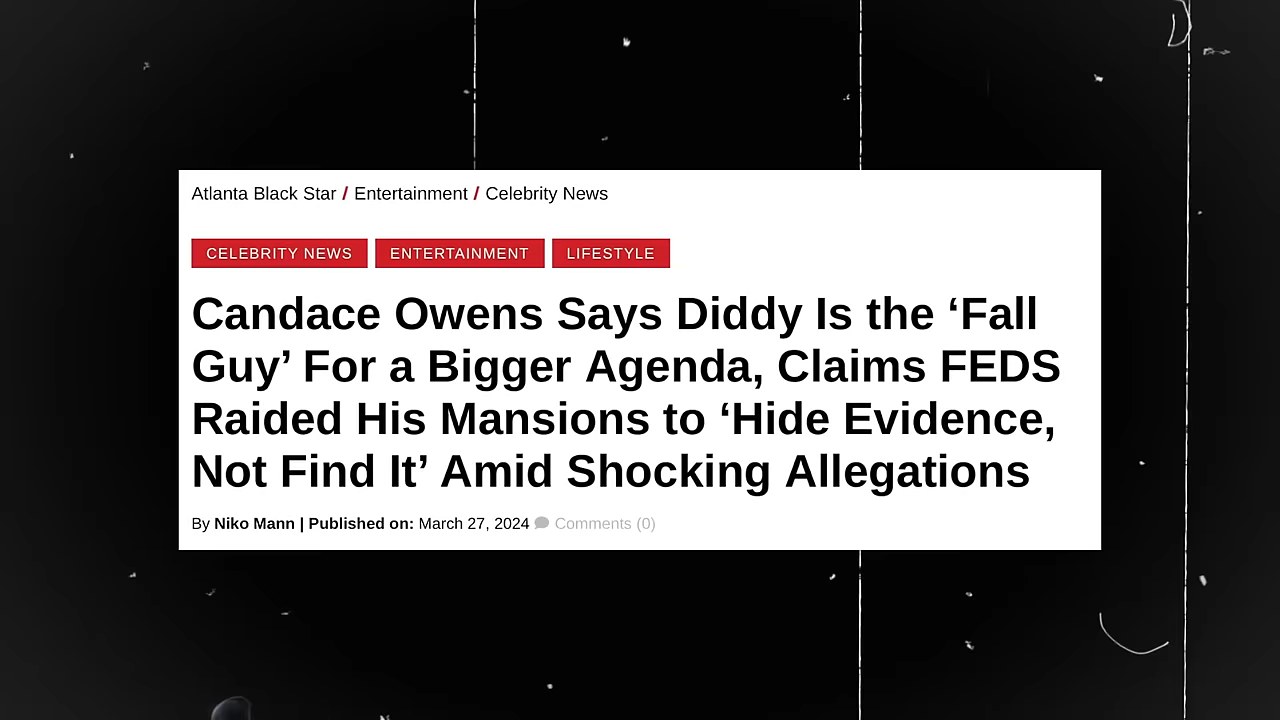 Atlanta Black Star / Entertainment / Celebrity News
CELEBRITY NEWS ENTERTAINMENT LIFESTYLE
Candace Owens Says Diddy Is the ‘Fall
Guy’ For a Bigger Agenda, Claims FEDS
Raided His Mansions to ‘Hide Evidence,
Not Find It’ Amid Shocking Allegations
By Niko Mann | Published on: March 27, 2024 Comments (0)